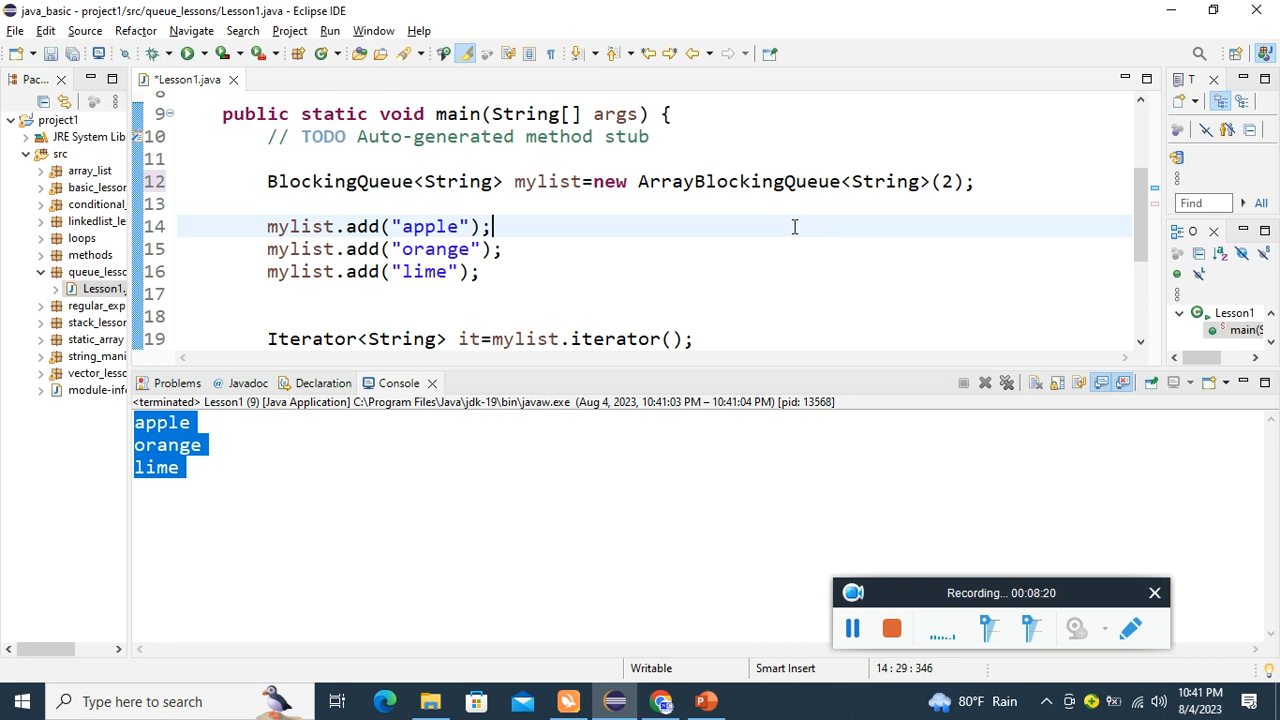 java_basic - project1/src/queue_lessons/Lesson1.java - Eclipse IDE
File Edit Source Refactor Navigate Search Project Run Window Help
Pac...
*Lesson1.java
T
project1
JRE System Lib
src
array_list
basic_lesson
conditional_
linkedlist_le
loops
methods
queue_lesso
Lesson1.
regular_exp
stack_lesson
static_array
string_mani
vector_lesso
module-info
8
9 public static void main(String[] args) {
10 // TODO Auto-generated method stub
11
12 BlockingQueue<String> mylist=new ArrayBlockingQueue<String>(2);
13
14 mylist.add("apple");
15 mylist.add("orange");
16 mylist.add("lime");
17
18
19 Iterator<String> it=mylist.iterator();
Find All
O
Lesson1
main(S
Problems Javadoc Declaration Console
<terminated> Lesson1 (9) [Java Application] C:\Program Files\Java\jdk-19\bin\javaw.exe (Aug 4, 2023, 10:41:03 PM – 10:41:04 PM) [pid: 13568]
apple
orange
lime
Recording... 00:08:20
Writable Smart Insert 14 : 29 : 346
Type here to search
80°F Rain
10:41 PM
8/4/2023